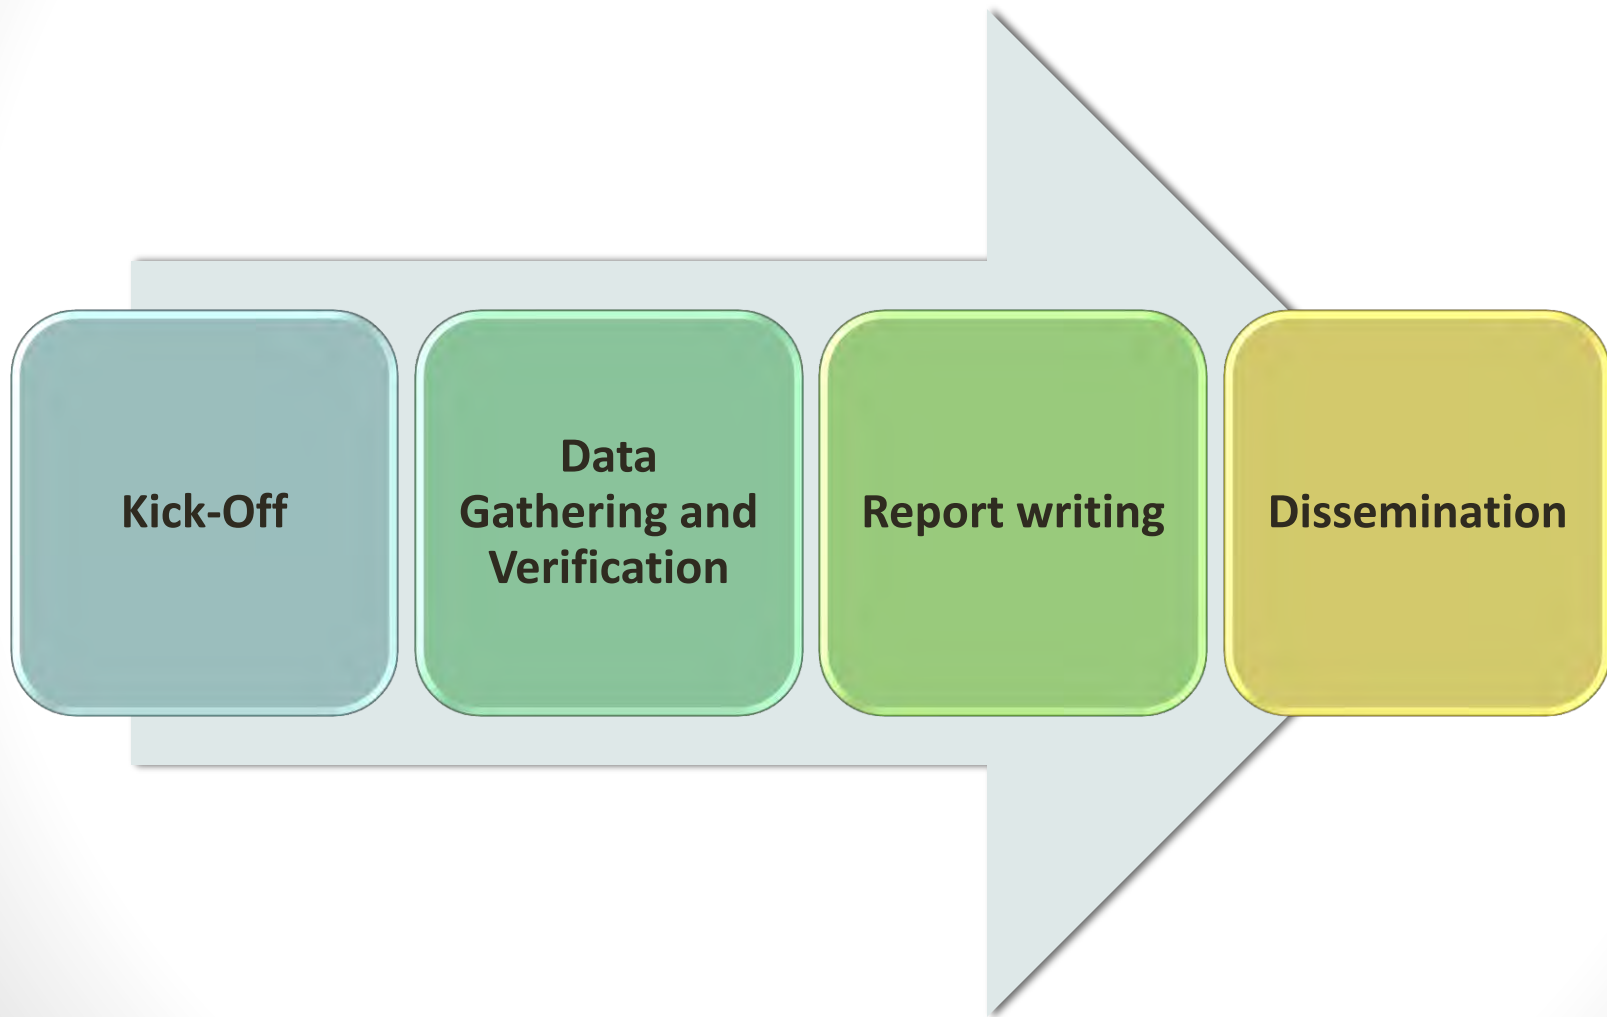 Kick-Off
Data
Gathering and
Verification
Report writing
Dissemination